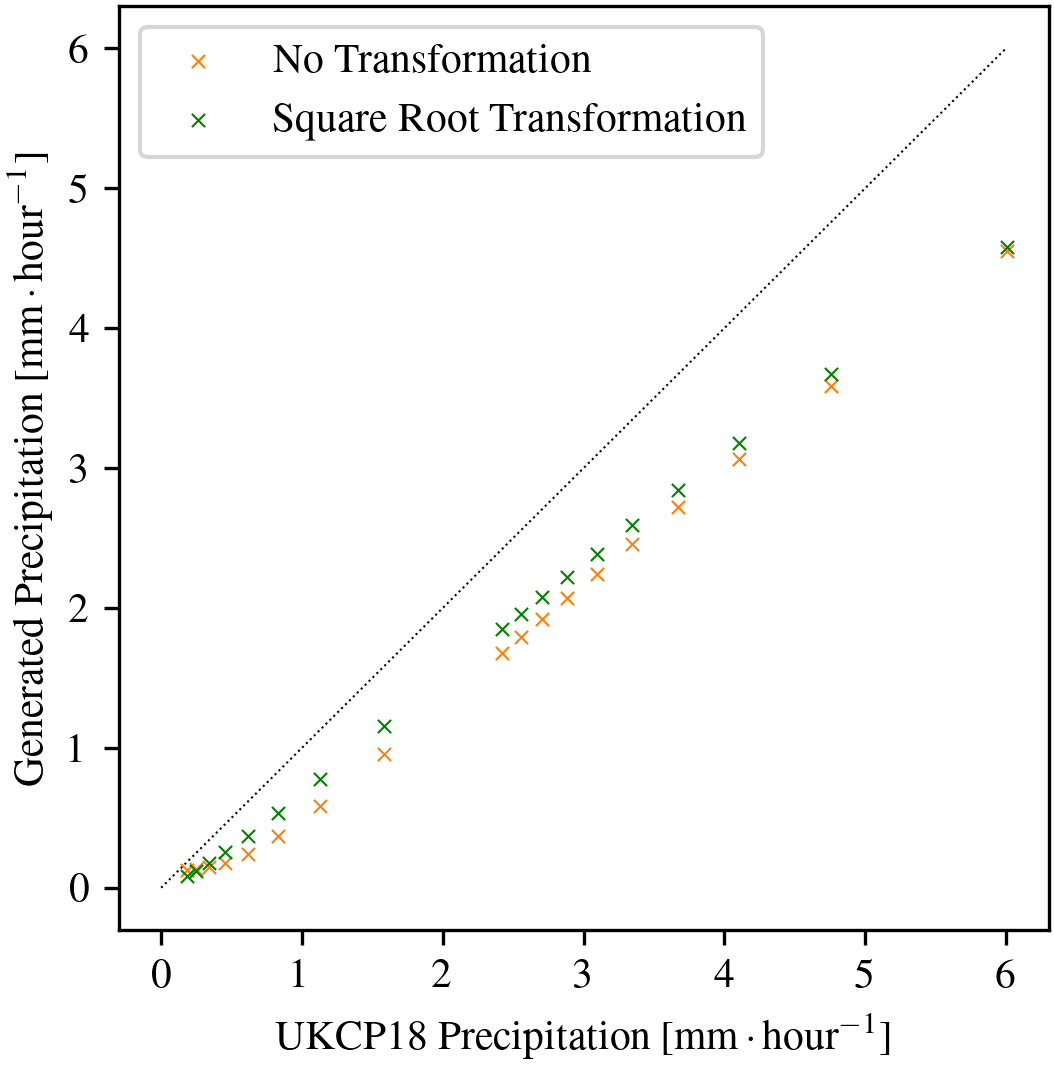 No Transformation
Square Root Transformation
6
5
4
3
2
1
0
Generated Precipitation [mm·hour⁻¹]
0 1 2 3 4 5 6
UKCP18 Precipitation [mm·hour⁻¹]